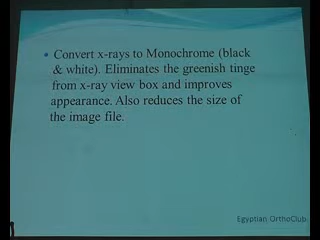 • Convert x-rays to Monochrome (black
& white). Eliminates the greenish tinge
from x-ray view box and improves
appearance. Also reduces the size of
the image file.
Egyptian OrthoClub